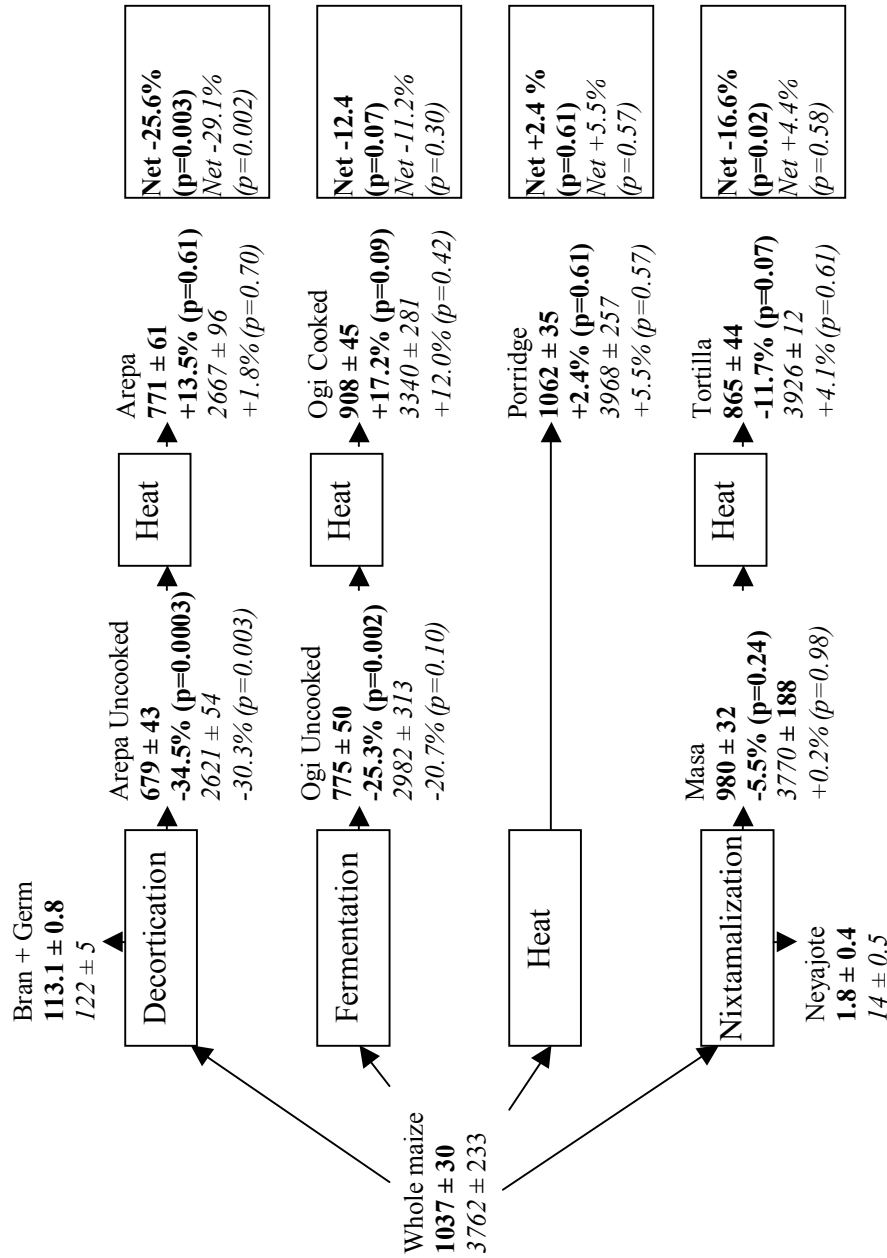 Whole maize
1037 ± 30
3762 ± 233
Bran + Germ
113.1 ± 0.8
122 ± 5
Decortication
Arepa Uncooked
679 ± 43
-34.5% (p=0.0003)
2621 ± 54
-30.3% (p=0.003)
Heat
Arepa
771 ± 61
+13.5% (p=0.61)
2667 ± 96
+1.8% (p=0.70)
Net -25.6%
(p=0.003)
Net -29.1%
(p=0.002)
Fermentation
Ogi Uncooked
775 ± 50
-25.3% (p=0.002)
2982 ± 313
-20.7% (p=0.10)
Heat
Ogi Cooked
908 ± 45
+17.2% (p=0.09)
3340 ± 281
+12.0% (p=0.42)
Net -12.4
(p=0.07)
Net -11.2%
(p=0.30)
Heat
Porridge
1062 ± 35
+2.4% (p=0.61)
3968 ± 257
+5.5% (p=0.57)
Net +2.4 %
(p=0.61)
Net +5.5%
(p=0.57)
Nixtamalization
Neyajote
1.8 ± 0.4
14 ± 0.5
Masa
980 ± 32
-5.5% (p=0.24)
3770 ± 188
+0.2% (p=0.98)
Heat
Tortilla
865 ± 44
-11.7% (p=0.07)
3926 ± 12
+4.1% (p=0.61)
Net -16.6%
(p=0.02)
Net +4.4%
(p=0.58)